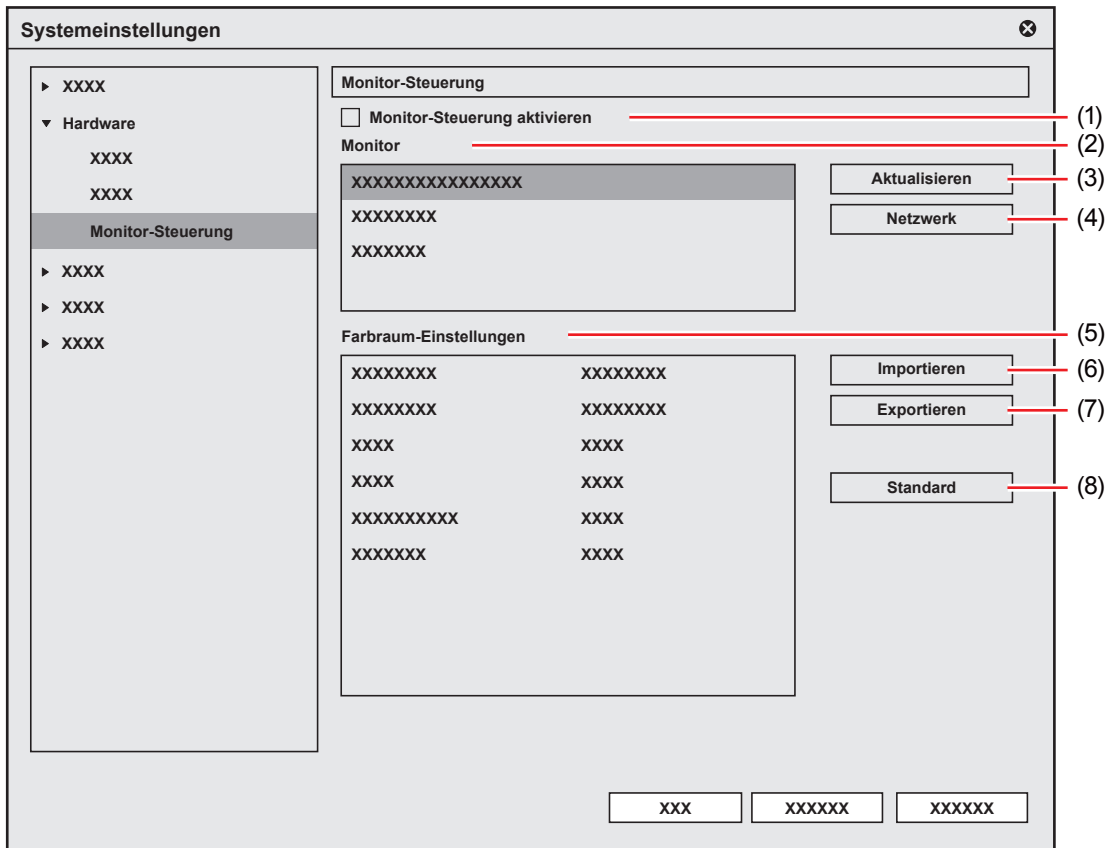 Systemeinstellungen
XXXX
Hardware
XXXX
XXXX
Monitor-Steuerung
XXXX
XXXX
XXXX
Monitor-Steuerung
Monitor-Steuerung aktivieren (1)
Monitor (2)
XXXXXXXXXXXXXXXX
XXXXXXXX
XXXXXXX
Aktualisieren (3)
Netzwerk (4)
Farbraum-Einstellungen (5)
XXXXXXXX XXXXXXXX
XXXXXXXX XXXXXXXX
XXXX XXXX
XXXX XXXX
XXXXXXXXXX XXXX
XXXXXXX XXXX
Importieren (6)
Exportieren (7)
Standard (8)
XXX XXXXXX XXXXXX